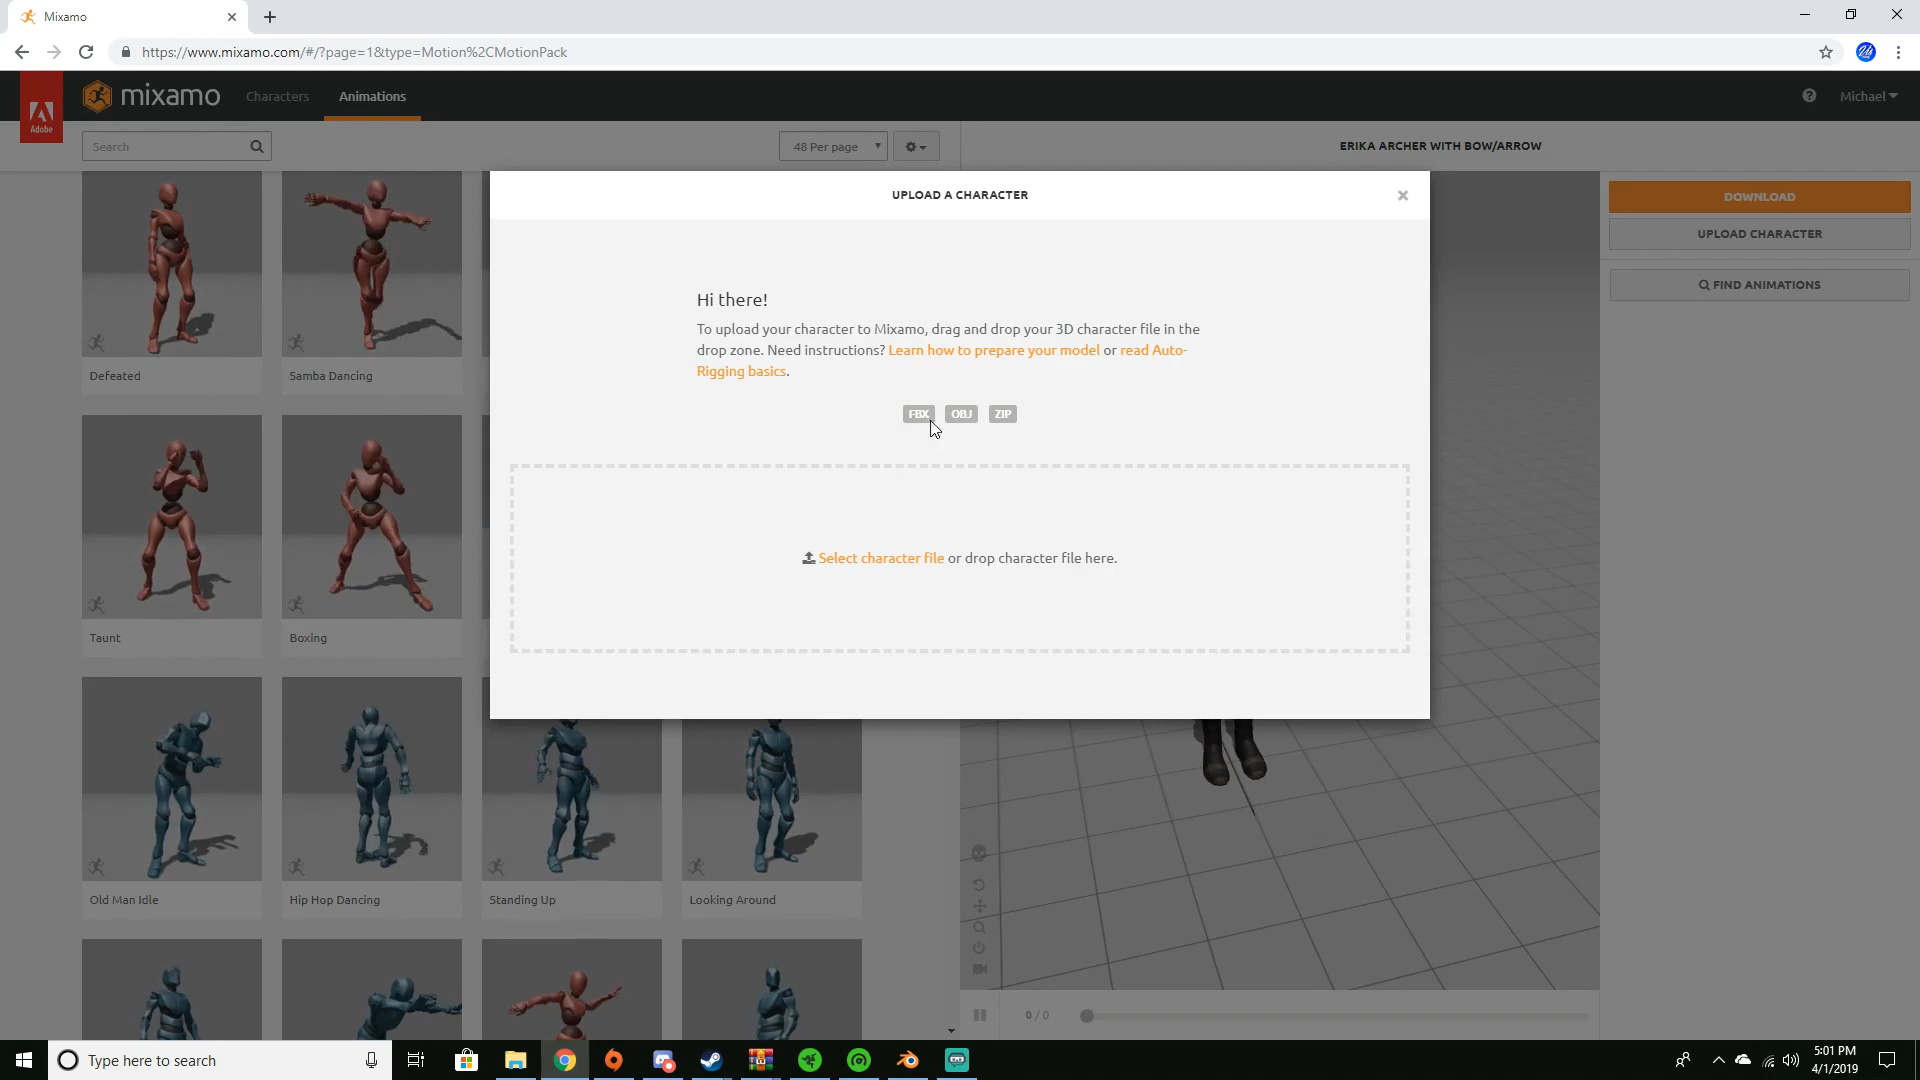 Mixamo
https://www.mixamo.com/#/?page=1&type=Motion%2CMotionPack
Adobe
mixamo
Characters
Animations
Michael
Search
48 Per page
ERIKA ARCHER WITH BOW/ARROW
UPLOAD A CHARACTER
DOWNLOAD
UPLOAD CHARACTER
FIND ANIMATIONS
Hi there!
To upload your character to Mixamo, drag and drop your 3D character file in the
drop zone. Need instructions? Learn how to prepare your model or read Auto-
Rigging basics.
FBX OBJ ZIP
Select character file or drop character file here.
Defeated
Samba Dancing
Taunt
Boxing
Old Man Idle
Hip Hop Dancing
Standing Up
Looking Around
0 / 0
Type here to search
5:01 PM
4/1/2019